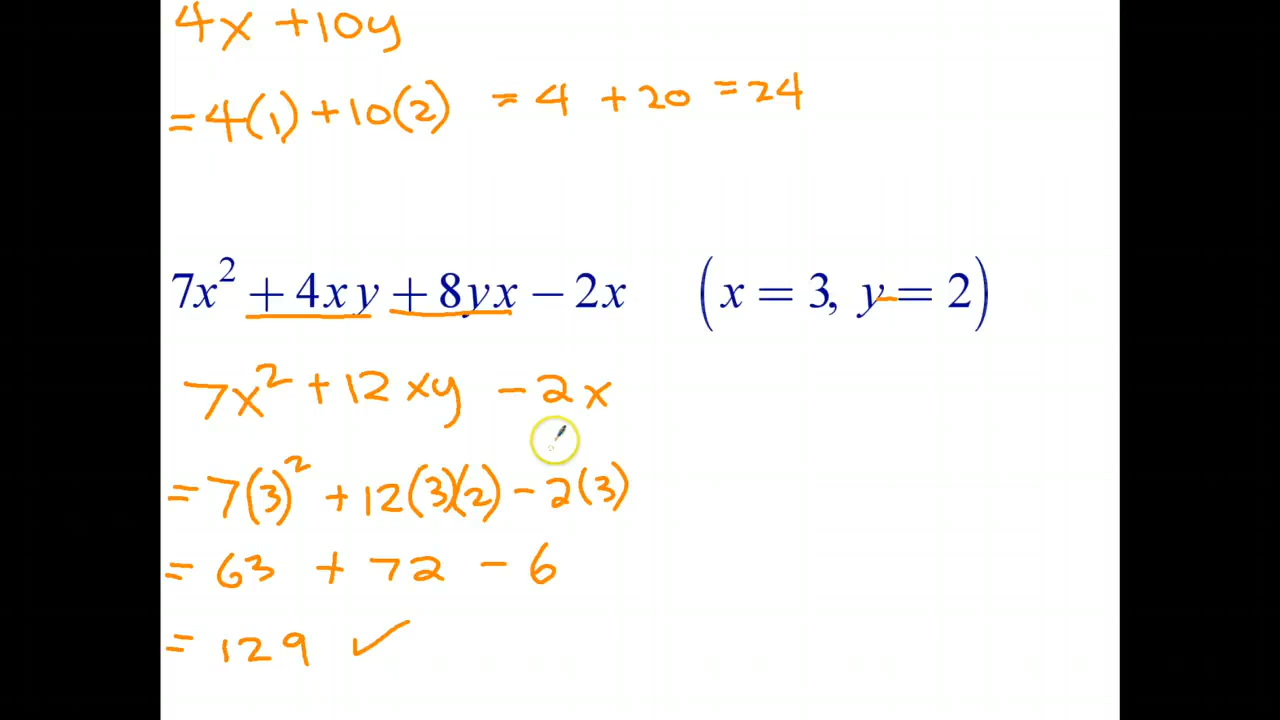 4x +10y
=4(1) +10(2) = 4 +20 =24
7x² +4xy +8yx − 2x (x = 3, y = 2)
7x² +12xy −2x
=7(3)² +12(3)(2) −2(3)
= 63 + 72 − 6
= 129 ✓